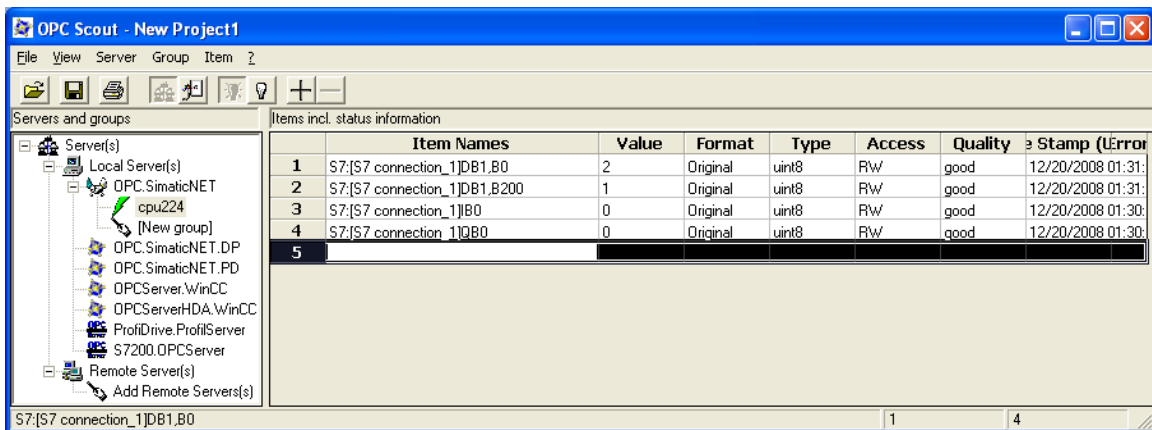 OPC Scout - New Project1
File View Server Group Item ?
Servers and groups
Items incl. status information
Server(s)
Local Server(s)
OPC.SimaticNET
cpu224
[New group]
OPC.SimaticNET.DP
OPC.SimaticNET.PD
OPCServer.WinCC
OPCServerHDA.WinCC
ProfiDrive.ProfilServer
S7200.OPCServer
Remote Server(s)
Add Remote Servers(s)
Item Names Value Format Type Access Quality e Stamp (U Error
1 S7:[S7 connection_1]DB1,B0 2 Original uint8 RW good 12/20/2008 01:31:
2 S7:[S7 connection_1]DB1,B200 1 Original uint8 RW good 12/20/2008 01:31:
3 S7:[S7 connection_1]IB0 0 Original uint8 RW good 12/20/2008 01:30:
4 S7:[S7 connection_1]QB0 0 Original uint8 RW good 12/20/2008 01:30:
5
S7:[S7 connection_1]DB1,B0 1 4